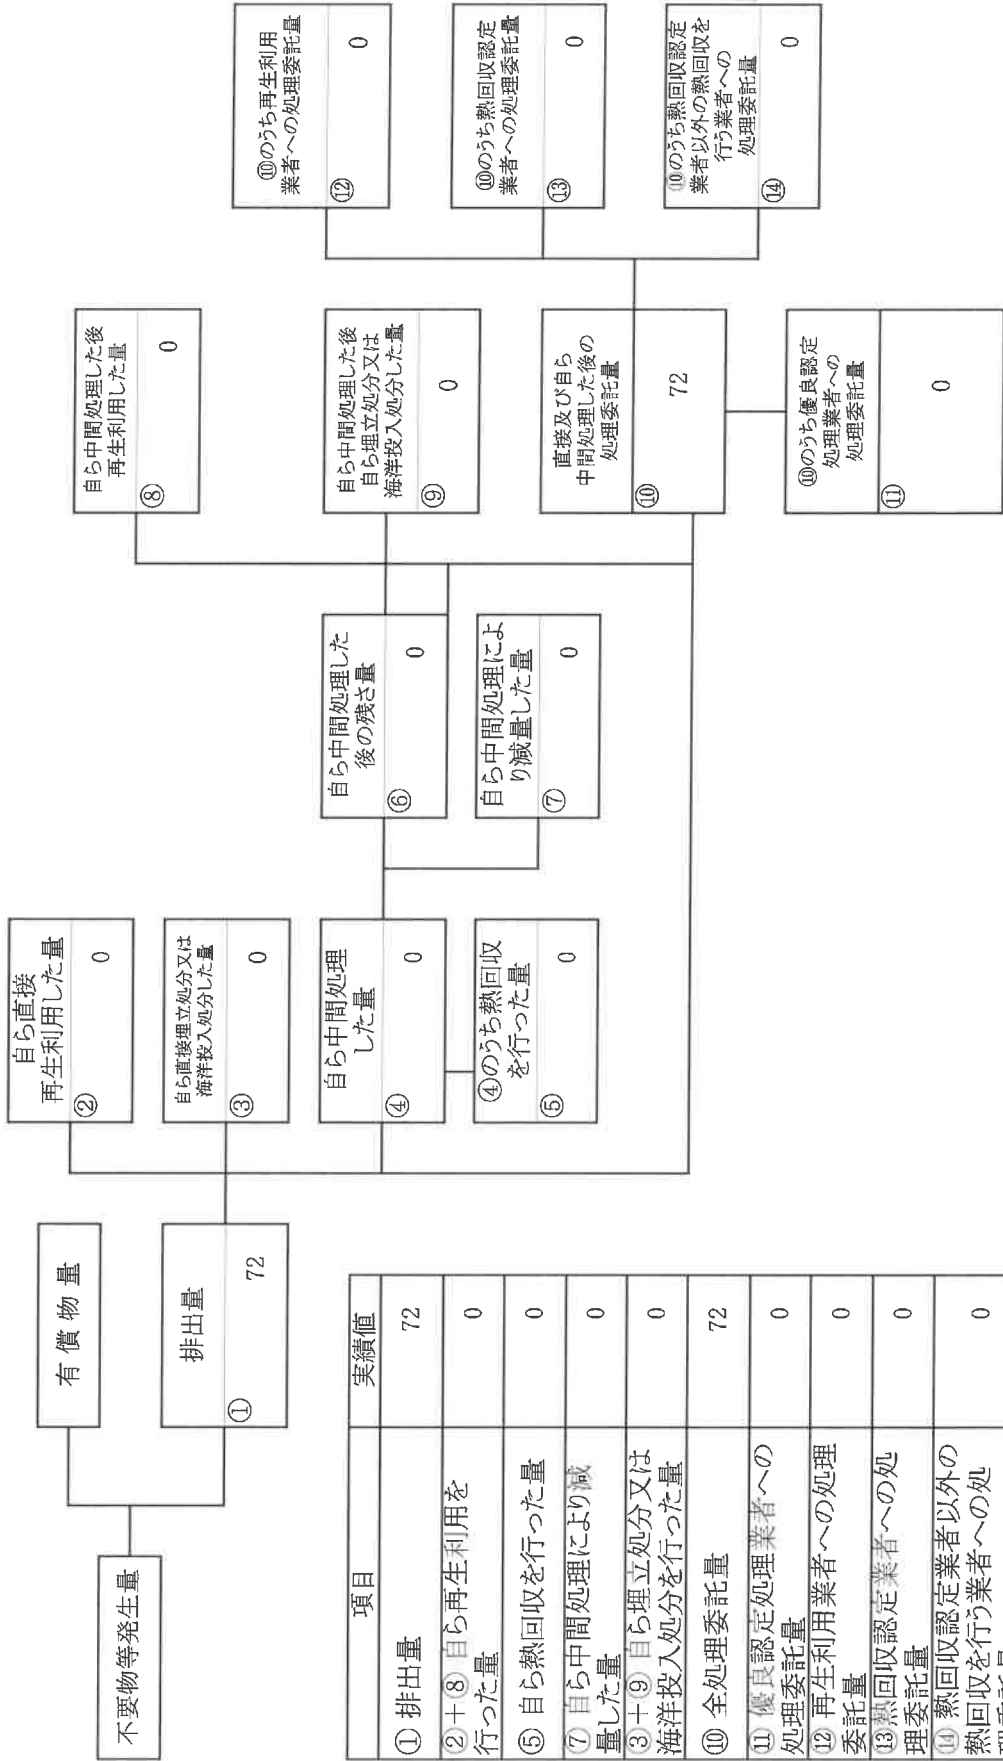 不要物等発生量
有償物量
排出量
① 72
自ら直接
再生利用した量
② 0
自ら直接埋立処分又は
海洋投入処分した量
③ 0
自ら中間処理
した量
④ 0
④のうち熱回収
を行った量
⑤ 0
自ら中間処理した
後の残さ量
⑥ 0
自ら中間処理によ
り減量した量
⑦ 0
自ら中間処理した後
再生利用した量
⑧ 0
自ら中間処理した後
自ら埋立処分又は
海洋投入処分した量
⑨ 0
直接及び自ら
中間処理した後の
処理委託量
⑩ 72
⑩のうち優良認定
処理業者への
処理委託量
⑪ 0
⑩のうち再生利用
業者への処理委託量
⑫ 0
⑩のうち熱回収認定
業者への処理委託量
⑬ 0
⑩のうち熱回収認定
業者以外の熱回収を
行う業者への
処理委託量
⑭ 0
項目 実績値
① 排出量 72
②+⑧ 自ら再生利用を
行った量 0
⑤ 自ら熱回収を行った量 0
⑦ 自ら中間処理により減
量した量 0
③+⑨ 自ら埋立処分又は
海洋投入処分を行った量 0
⑩ 全処理委託量 72
⑪ 優良認定処理業者への
処理委託量 0
⑫ 再生利用業者への処理
委託量 0
⑬ 熱回収認定業者への処
理委託量 0
⑭ 熱回収認定業者以外の
熱回収を行う業者への処 0